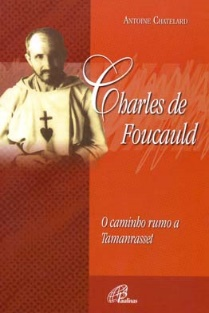 Antoine Chatelard
Charles de
Foucauld
O caminho rumo a
Tamanrasset
Paulinas